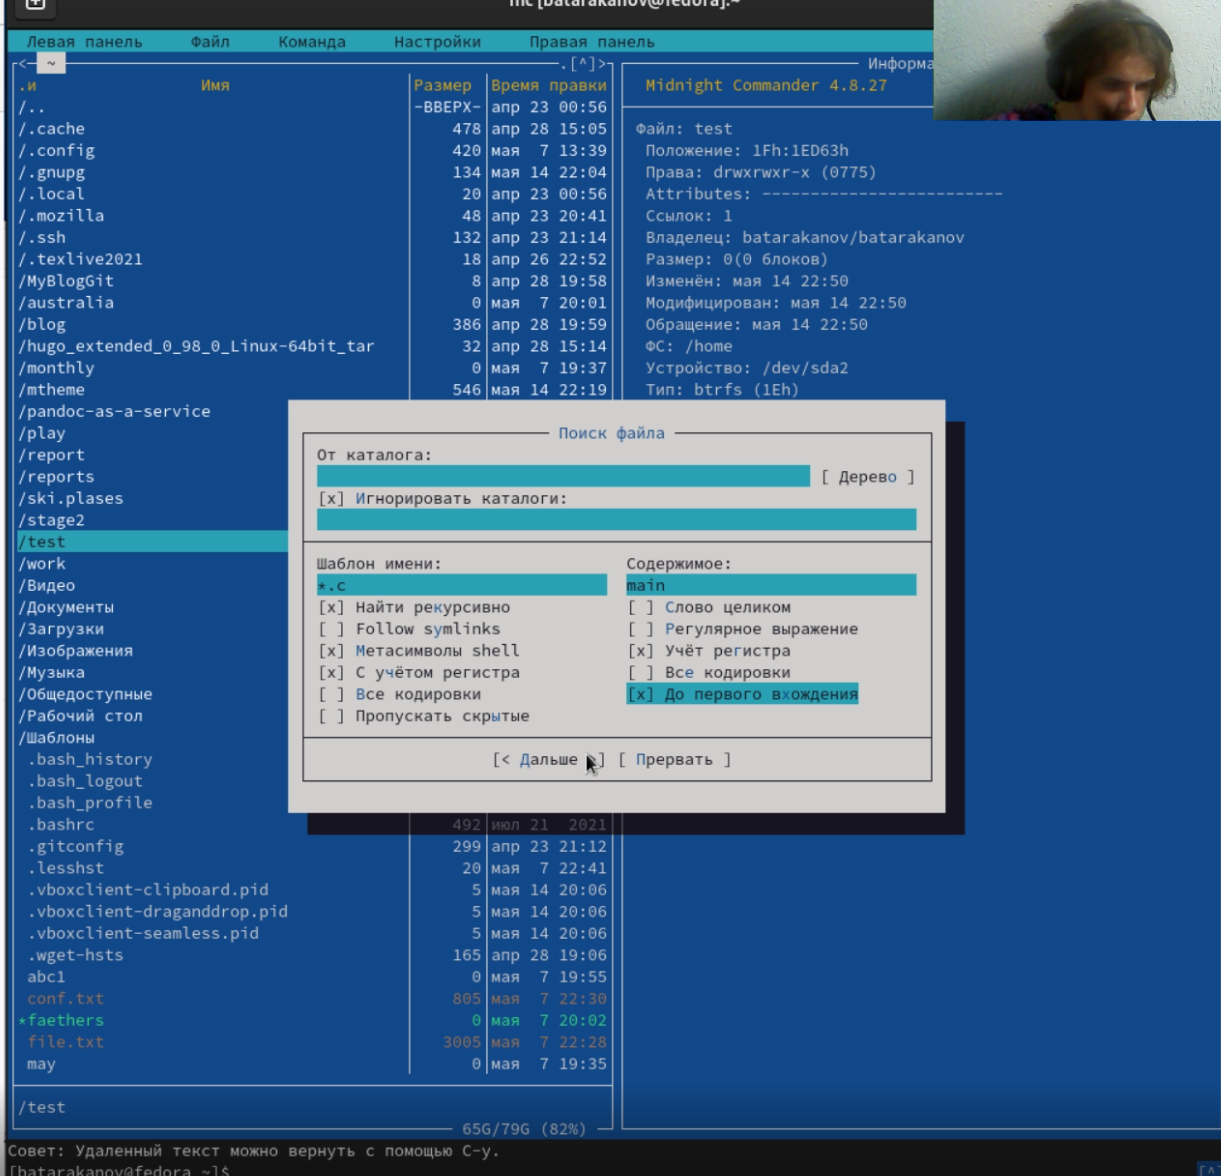 mc [batarakanov@fedora]:~
Левая панель Файл Команда Настройки Правая панель
<─ ~ ─.[^]>
.и Имя Размер Время правки
/.. -ВВЕРХ- апр 23 00:56
/.cache 478 апр 28 15:05
/.config 420 мая 7 13:39
/.gnupg 134 мая 14 22:04
/.local 20 апр 23 00:56
/.mozilla 48 апр 23 20:41
/.ssh 132 апр 23 21:14
/.texlive2021 18 апр 26 22:52
/MyBlogGit 8 апр 28 19:58
/australia 0 мая 7 20:01
/blog 386 апр 28 19:59
/hugo_extended_0_98_0_Linux-64bit_tar 32 апр 28 15:14
/monthly 0 мая 7 19:37
/mtheme 546 мая 14 22:19
/pandoc-as-a-service
/play
/report
/reports
/ski.plases
/stage2
/test
/work
/Видео
/Документы
/Загрузки
/Изображения
/Музыка
/Общедоступные
/Рабочий стол
/Шаблоны
.bash_history
.bash_logout
.bash_profile
.bashrc 492 июл 21 2021
.gitconfig 299 апр 23 21:12
.lesshst 20 мая 7 22:41
.vboxclient-clipboard.pid 5 мая 14 20:06
.vboxclient-draganddrop.pid 5 мая 14 20:06
.vboxclient-seamless.pid 5 мая 14 20:06
.wget-hsts 165 апр 28 19:06
abc1 0 мая 7 19:55
conf.txt 805 мая 7 22:30
*faethers 0 мая 7 20:02
file.txt 3005 мая 7 22:28
may 0 мая 7 19:35
/test
65G/79G (82%)
Информа
Midnight Commander 4.8.27
Файл: test
Положение: 1Fh:1ED63h
Права: drwxrwxr-x (0775)
Attributes: -------------------------
Ссылок: 1
Владелец: batarakanov/batarakanov
Размер: 0(0 блоков)
Изменён: мая 14 22:50
Модифицирован: мая 14 22:50
Обращение: мая 14 22:50
ФС: /home
Устройство: /dev/sda2
Тип: btrfs (1Eh)
Поиск файла
От каталога:
[ Дерево ]
[x] Игнорировать каталоги:
Шаблон имени:
*.c
[x] Найти рекурсивно
[ ] Follow symlinks
[x] Метасимволы shell
[x] С учётом регистра
[ ] Все кодировки
[ ] Пропускать скрытые
Содержимое:
main
[ ] Слово целиком
[ ] Регулярное выражение
[x] Учёт регистра
[ ] Все кодировки
[x] До первого вхождения
[< Дальше >] [ Прервать ]
Совет: Удаленный текст можно вернуть с помощью C-y.
[batarakanov@fedora ~]$ [^